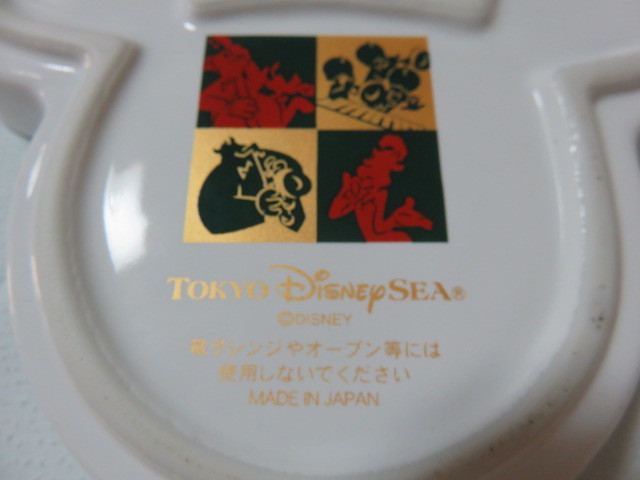 TOKYO DISNEYSEA®
©DISNEY
電子レンジやオーブン等には
使用しないでください
MADE IN JAPAN